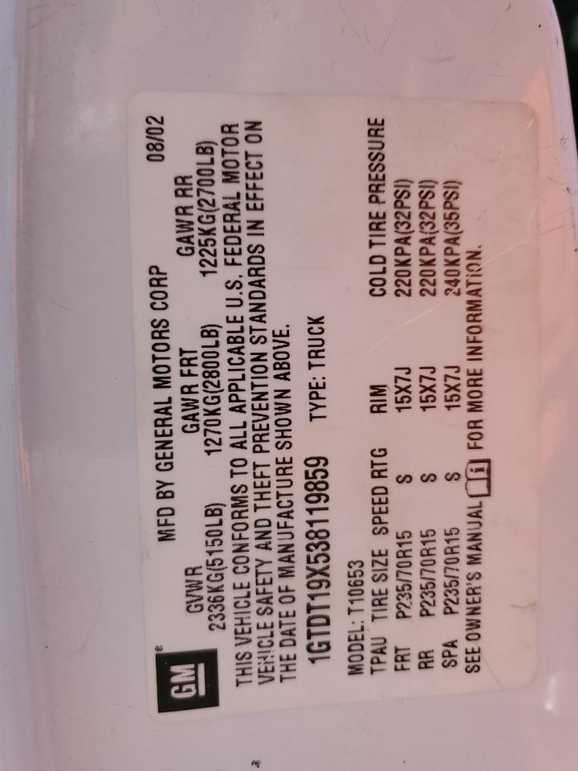 GM ®
MFD BY GENERAL MOTORS CORP 08/02
GVWR GAWR FRT GAWR RR
2336KG(5150LB) 1270KG(2800LB) 1225KG(2700LB)
THIS VEHICLE CONFORMS TO ALL APPLICABLE U.S. FEDERAL MOTOR
VEHICLE SAFETY AND THEFT PREVENTION STANDARDS IN EFFECT ON
THE DATE OF MANUFACTURE SHOWN ABOVE.
1GTDT19X538119859 TYPE: TRUCK
MODEL: T10653
TPAU TIRE SIZE SPEED RTG RIM COLD TIRE PRESSURE
FRT P235/70R15 S 15X7J 220KPA(32PSI)
RR P235/70R15 S 15X7J 220KPA(32PSI)
SPA P235/70R15 S 15X7J 240KPA(35PSI)
SEE OWNER'S MANUAL FOR MORE INFORMATION.